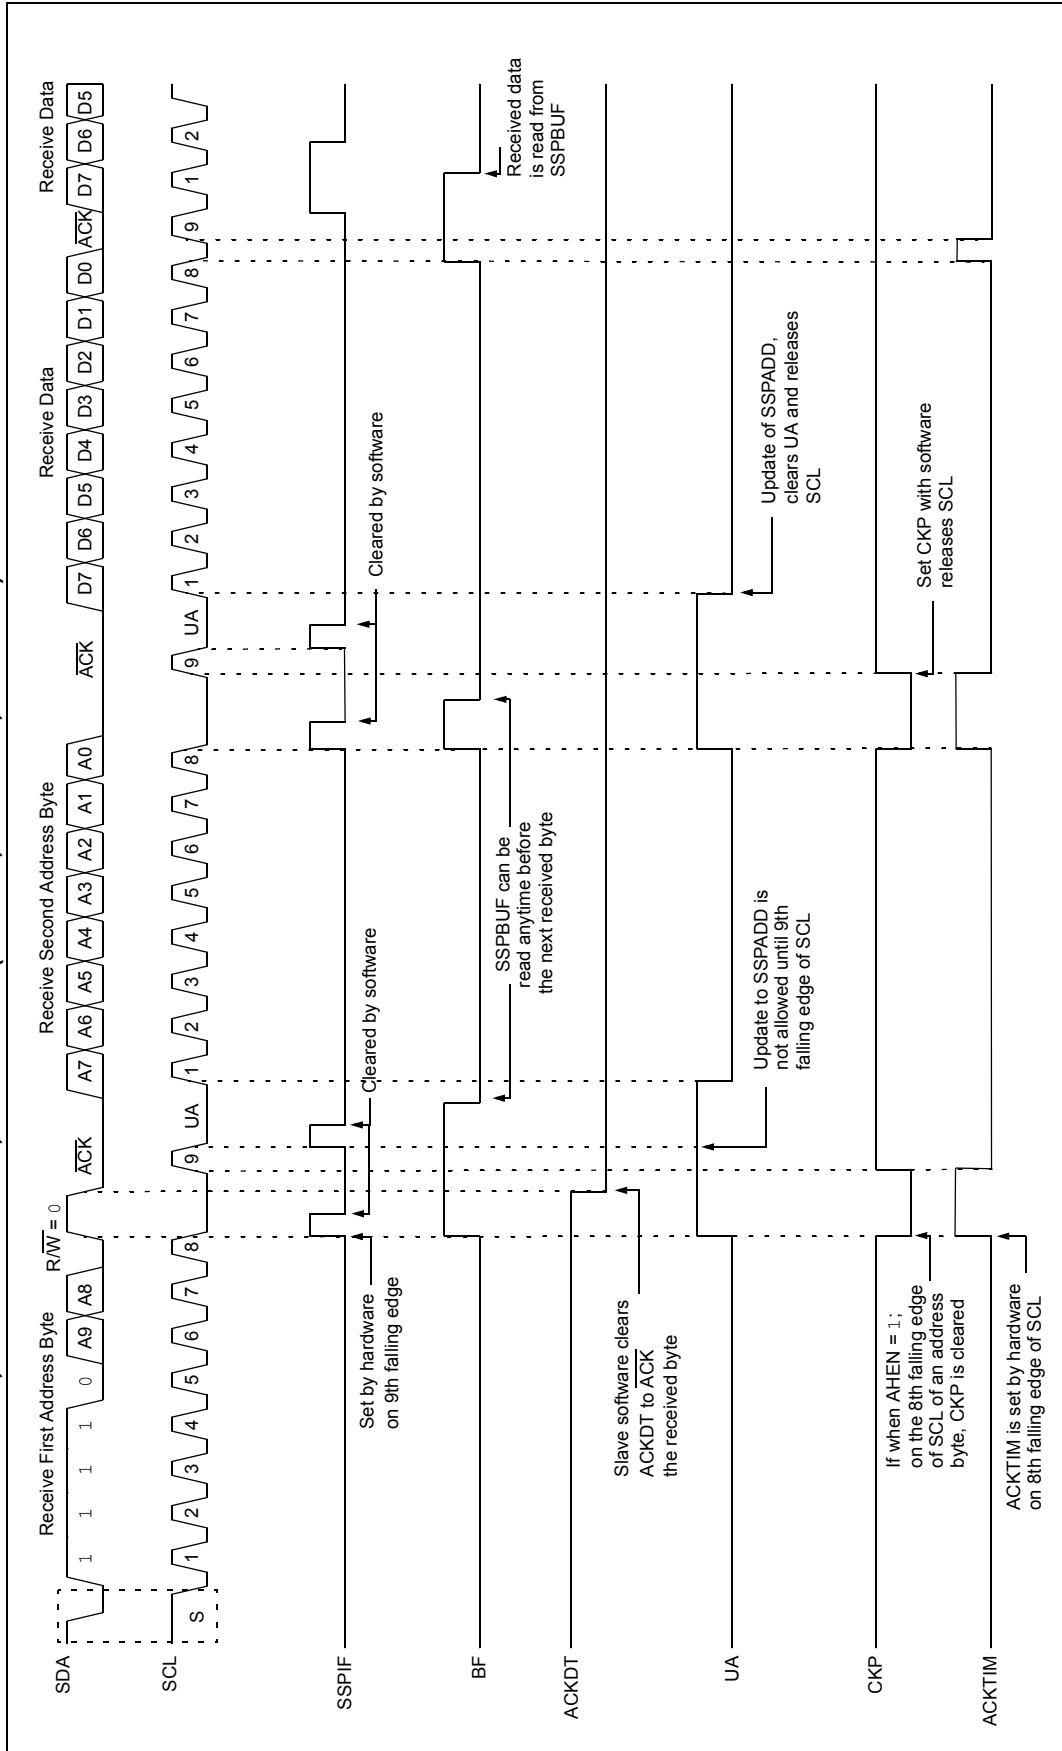 Receive First Address Byte
Receive Second Address Byte
Receive Data
Receive Data
R/W = 0
ACK
ACK
ACK
SDA
1 1 1 1 0 A9 A8
A7 A6 A5 A4 A3 A2 A1 A0
D7 D6 D5 D4 D3 D2 D1 D0
D7 D6 D5
SCL
S
1 2 3 4 5 6 7 8 9 UA
1 2 3 4 5 6 7 8 9 UA
1 2 3 4 5 6 7 8 9
1 2
SSPIF
Set by hardware
on 9th falling edge
Cleared by software
Cleared by software
BF
SSPBUF can be
read anytime before
the next received byte
Received data
is read from
SSPBUF
ACKDT
Slave software clears
ACKDT to ACK
the received byte
UA
Update to SSPADD is
not allowed until 9th
falling edge of SCL
Update of SSPADD,
clears UA and releases
SCL
CKP
If when AHEN = 1;
on the 8th falling edge
of SCL of an address
byte, CKP is cleared
Set CKP with software
releases SCL
ACKTIM
ACKTIM is set by hardware
on 8th falling edge of SCL